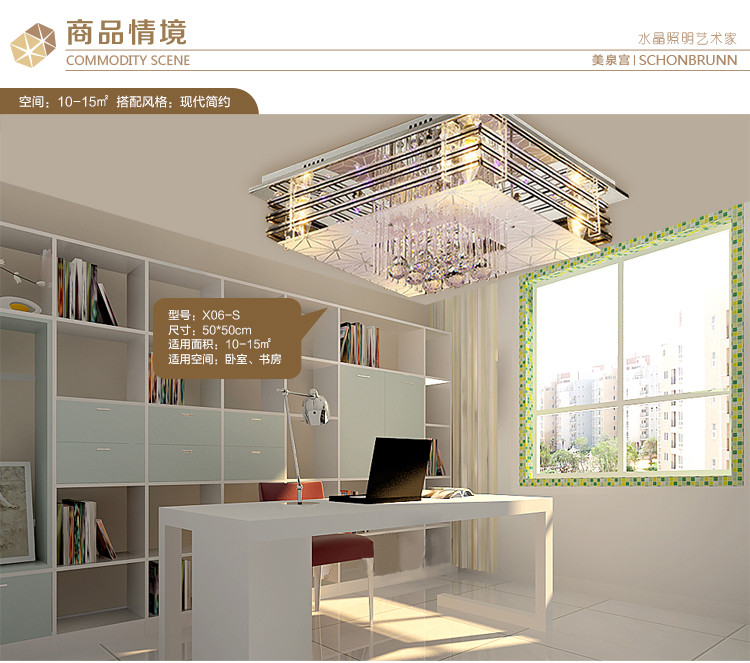 商品情境
COMMODITY SCENE
水晶照明艺术家
美泉宫|SCHONBRUNN
空间：10-15㎡ 搭配风格：现代简约
型号：X06-S
尺寸：50*50cm
适用面积：10-15㎡
适用空间：卧室、书房